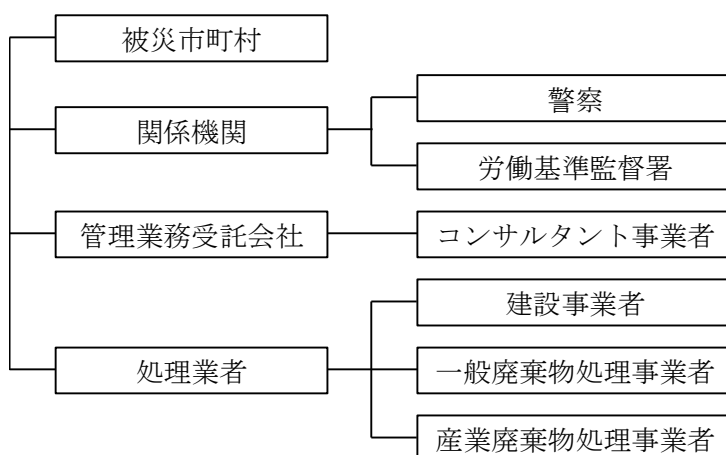 被災市町村
関係機関
警察
労働基準監督署
管理業務受託会社
コンサルタント事業者
処理業者
建設事業者
一般廃棄物処理事業者
産業廃棄物処理事業者